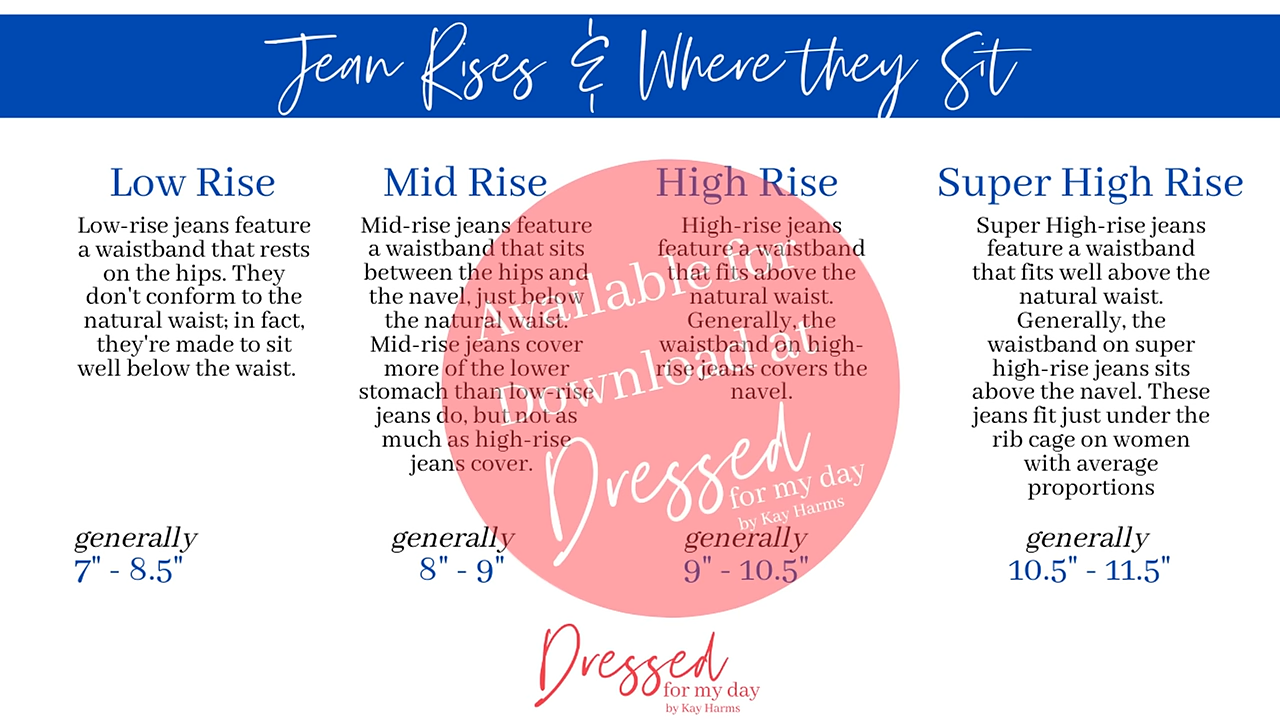 Jean Rises & Where they Sit
Low Rise
Low-rise jeans feature
a waistband that rests
on the hips. They
don't conform to the
natural waist; in fact,
they're made to sit
well below the waist.
generally
7" - 8.5"
Mid Rise
Mid-rise jeans feature
a waistband that sits
between the hips and
the navel, just below
the natural waist.
Mid-rise jeans cover
more of the lower
stomach than low-rise
jeans do, but not as
much as high-rise
jeans cover.
generally
8" - 9"
High Rise
High-rise jeans
feature a waistband
that fits above the
natural waist.
Generally, the
waistband on high-
rise jeans covers the
navel.
generally
9" - 10.5"
Super High Rise
Super High-rise jeans
feature a waistband
that fits well above the
natural waist.
Generally, the
waistband on super
high-rise jeans sits
above the navel. These
jeans fit just under the
rib cage on women
with average
proportions
generally
10.5" - 11.5"
Available for
Download at
Dressed
for my day
by Kay Harms
Dressed
for my day
by Kay Harms